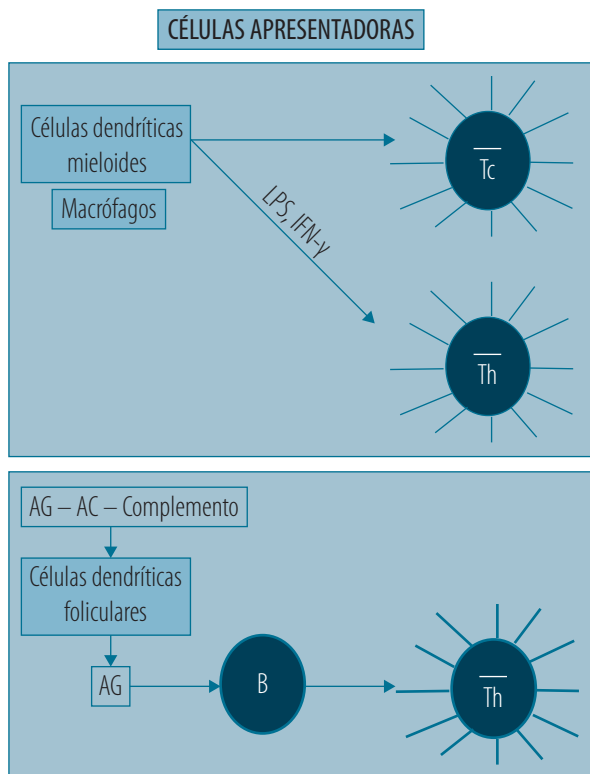 CÉLULAS APRESENTADORAS
Células dendríticas
mieloides
Macrófagos
LPS, IFN-γ
Tc
Th
AG – AC – Complemento
Células dendríticas
foliculares
AG
B
Th